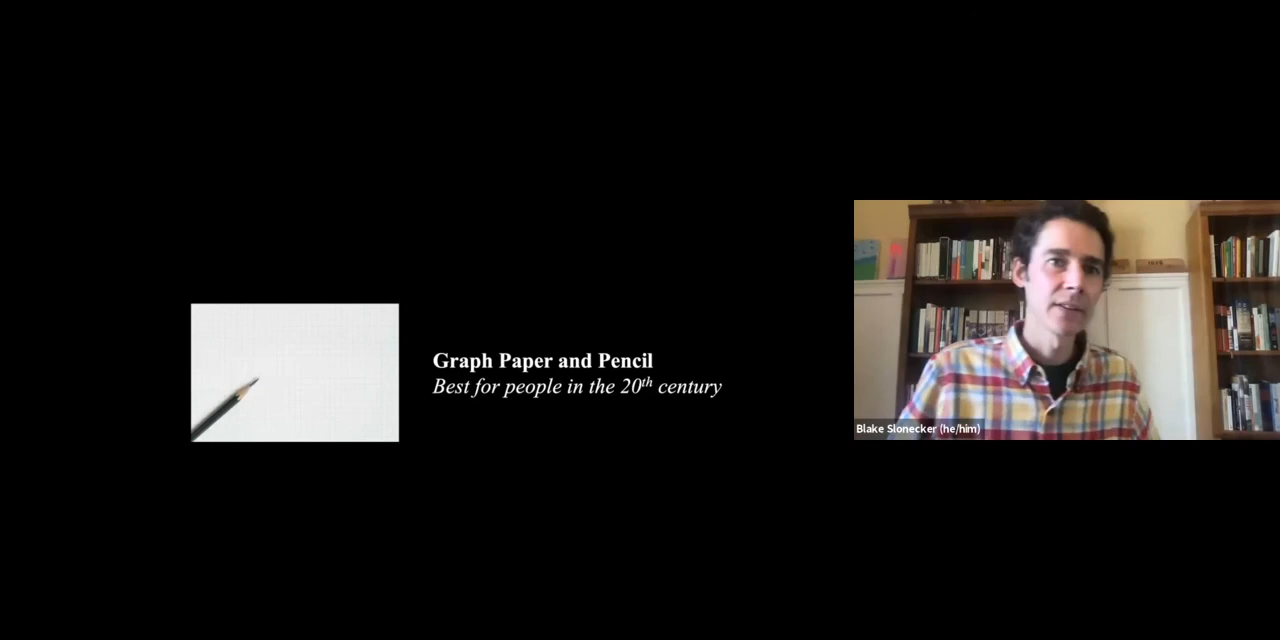 Graph Paper and Pencil
Best for people in the 20th century
Blake Slonecker (he/him)